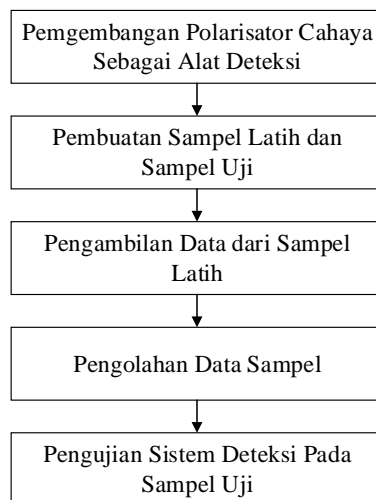 Pemgembangan Polarisator Cahaya
Sebagai Alat Deteksi
Pembuatan Sampel Latih dan
Sampel Uji
Pengambilan Data dari Sampel
Latih
Pengolahan Data Sampel
Pengujian Sistem Deteksi Pada
Sampel Uji